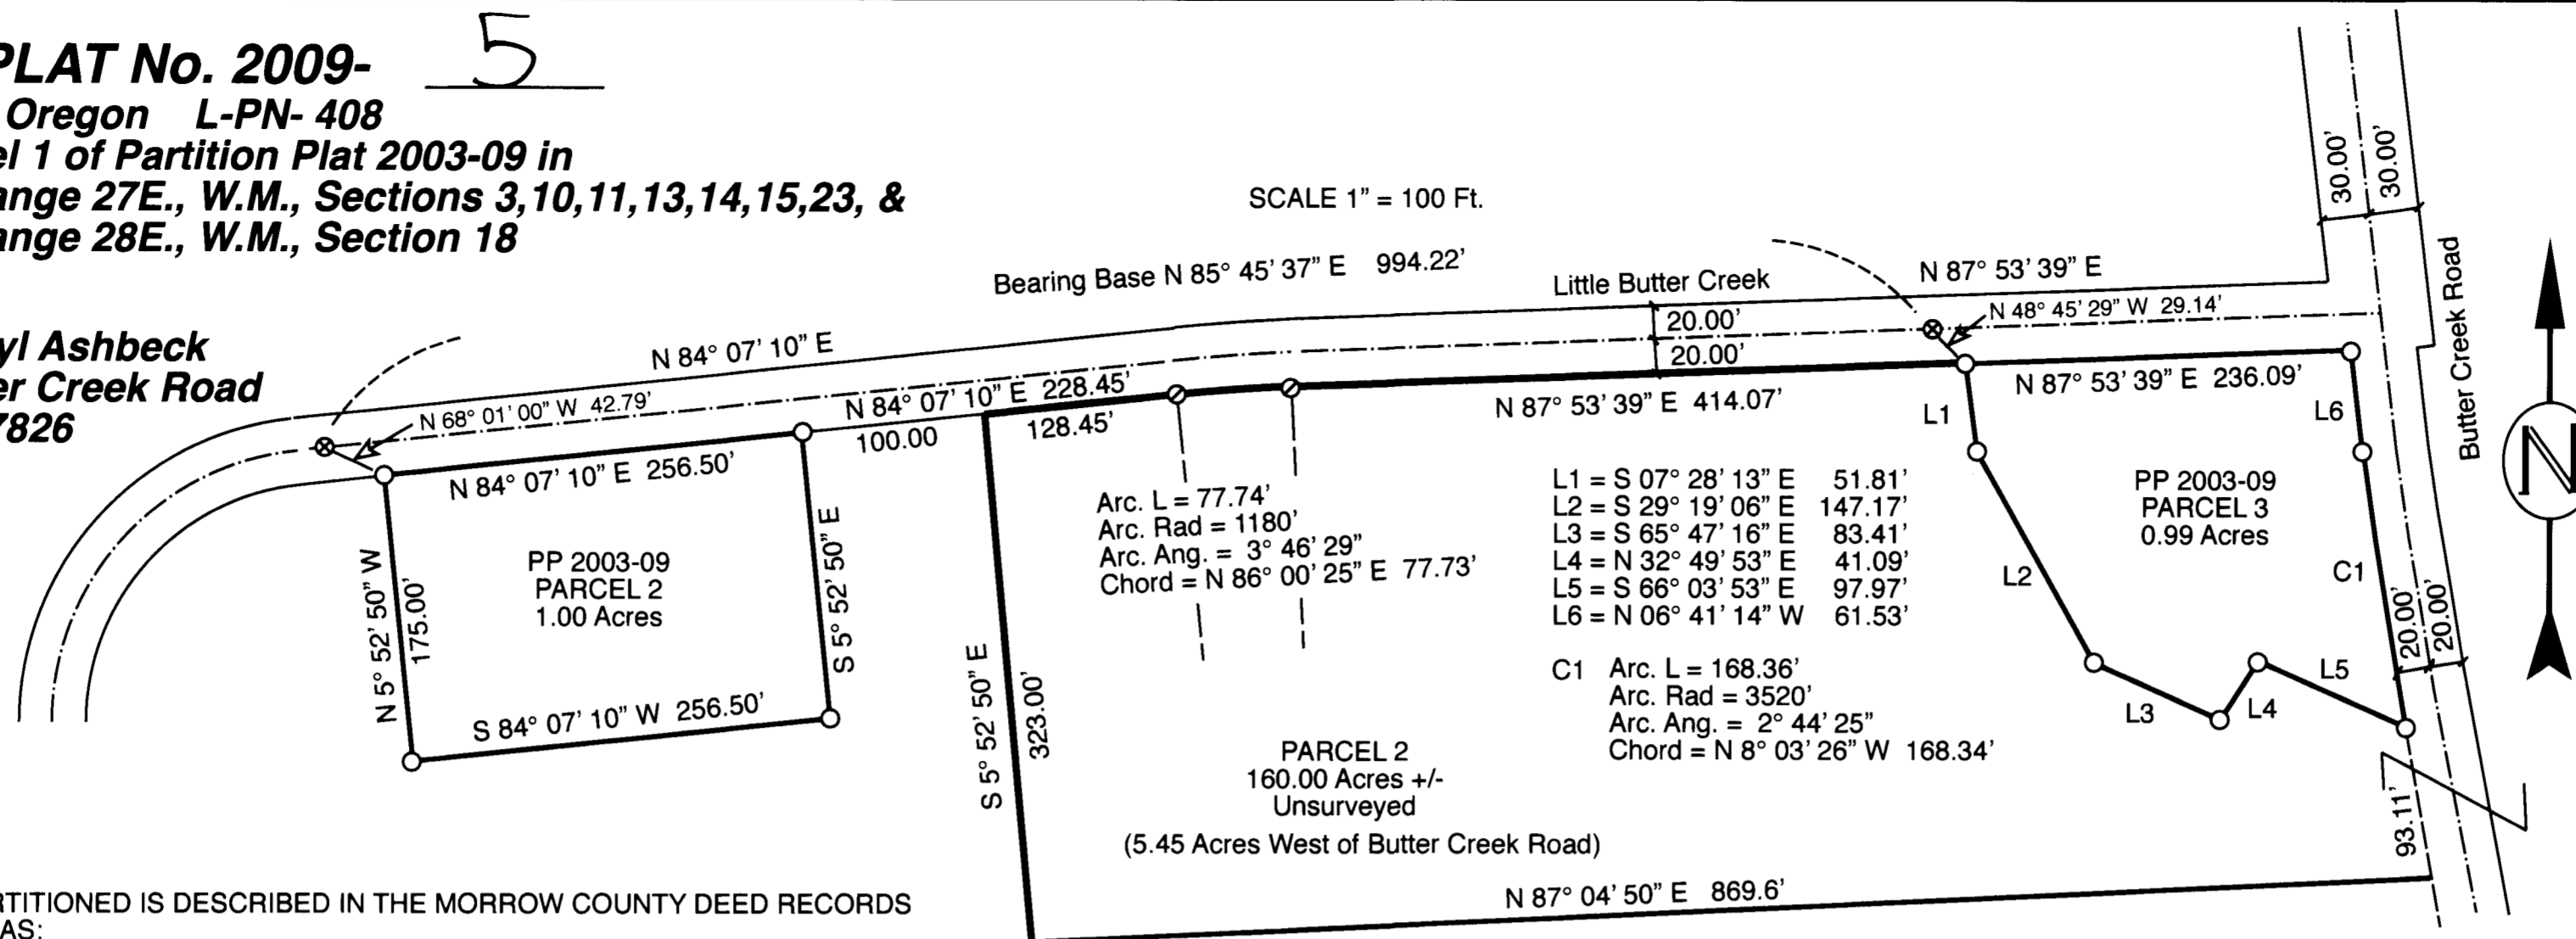 PLAT No. 2009- 5
Oregon L-PN- 408
el 1 of Partition Plat 2003-09 in
ange 27E., W.M., Sections 3,10,11,13,14,15,23, &
ange 28E., W.M., Section 18
yl Ashbeck
er Creek Road
7826
SCALE 1” = 100 Ft.
Bearing Base N 85° 45’ 37” E 994.22’
Little Butter Creek
N 87° 53’ 39” E
N 48° 45’ 29” W 29.14’
30.00’
30.00’
Butter Creek Road
N
N 84° 07’ 10” E
20.00’
20.00’
N 68° 01’ 00” W 42.79’
N 84° 07’ 10” E 228.45’
100.00
128.45’
N 87° 53’ 39” E 414.07’
N 87° 53’ 39” E 236.09’
L1
L6
N 84° 07’ 10” E 256.50’
N 5° 52’ 50” W
175.00’
PP 2003-09
PARCEL 2
1.00 Acres
S 5° 52’ 50” E
S 84° 07’ 10” W 256.50’
Arc. L = 77.74’
Arc. Rad = 1180’
Arc. Ang. = 3° 46’ 29”
Chord = N 86° 00’ 25” E 77.73’
L1 = S 07° 28’ 13” E 51.81’
L2 = S 29° 19’ 06” E 147.17’
L3 = S 65° 47’ 16” E 83.41’
L4 = N 32° 49’ 53” E 41.09’
L5 = S 66° 03’ 53” E 97.97’
L6 = N 06° 41’ 14” W 61.53’
C1 Arc. L = 168.36’
Arc. Rad = 3520’
Arc. Ang. = 2° 44’ 25”
Chord = N 8° 03’ 26” W 168.34’
PP 2003-09
PARCEL 3
0.99 Acres
L2
C1
20.00’
20.00’
L3
L4
L5
S 5° 52’ 50” E
323.00’
PARCEL 2
160.00 Acres +/-
Unsurveyed
(5.45 Acres West of Butter Creek Road)
93.11’
N 87° 04’ 50” E 869.6’
RTITIONED IS DESCRIBED IN THE MORROW COUNTY DEED RECORDS
AS: